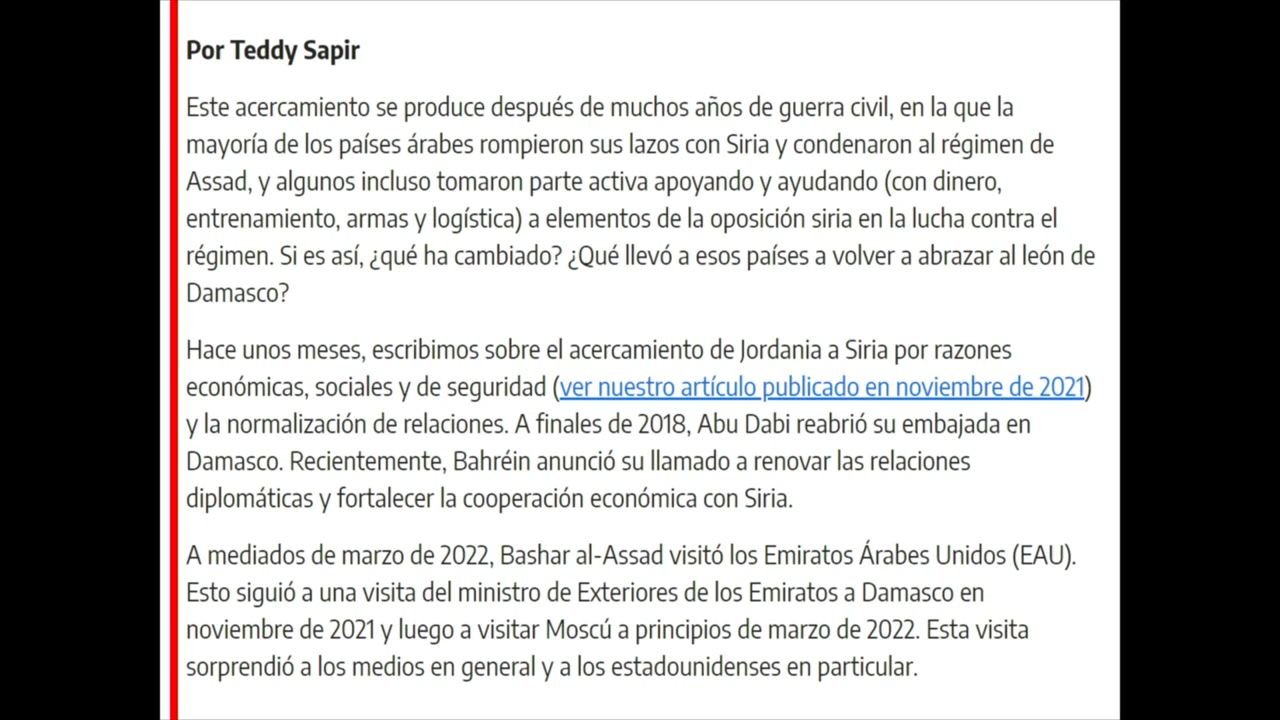 Por Teddy Sapir
Este acercamiento se produce después de muchos años de guerra civil, en la que la
mayoría de los países árabes rompieron sus lazos con Siria y condenaron al régimen de
Assad, y algunos incluso tomaron parte activa apoyando y ayudando (con dinero,
entrenamiento, armas y logística) a elementos de la oposición siria en la lucha contra el
régimen. Si es así, ¿qué ha cambiado? ¿Qué llevó a esos países a volver a abrazar al león de
Damasco?
Hace unos meses, escribimos sobre el acercamiento de Jordania a Siria por razones
económicas, sociales y de seguridad (ver nuestro artículo publicado en noviembre de 2021)
y la normalización de relaciones. A finales de 2018, Abu Dabi reabrió su embajada en
Damasco. Recientemente, Bahréin anunció su llamado a renovar las relaciones
diplomáticas y fortalecer la cooperación económica con Siria.
A mediados de marzo de 2022, Bashar al-Assad visitó los Emiratos Árabes Unidos (EAU).
Esto siguió a una visita del ministro de Exteriores de los Emiratos a Damasco en
noviembre de 2021 y luego a visitar Moscú a principios de marzo de 2022. Esta visita
sorprendió a los medios en general y a los estadounidenses en particular.